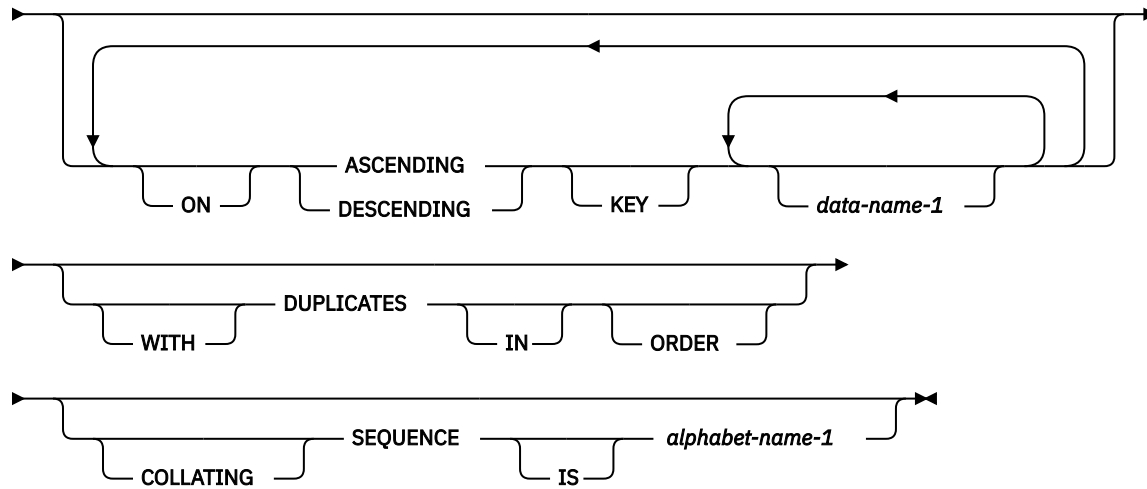 ASCENDING
ON KEY
DESCENDING data-name-1
DUPLICATES
WITH IN ORDER
SEQUENCE alphabet-name-1
COLLATING IS